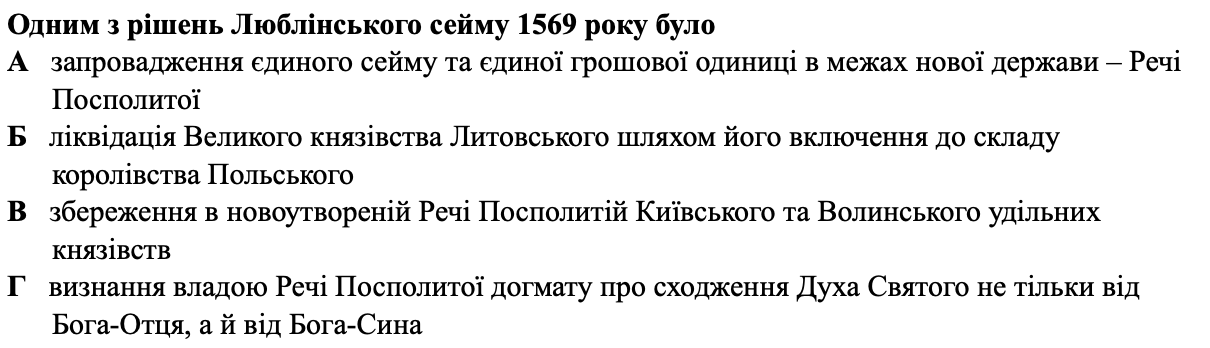 Одним з рішень Люблінського сейму 1569 року було
А запровадження єдиного сейму та єдиної грошової одиниці в межах нової держави – Речі
Посполитої
Б ліквідація Великого князівства Литовського шляхом його включення до складу
королівства Польського
В збереження в новоутвореній Речі Посполитій Київського та Волинського удільних
князівств
Г визнання владою Речі Посполитої догмату про сходження Духа Святого не тільки від
Бога-Отця, а й від Бога-Сина